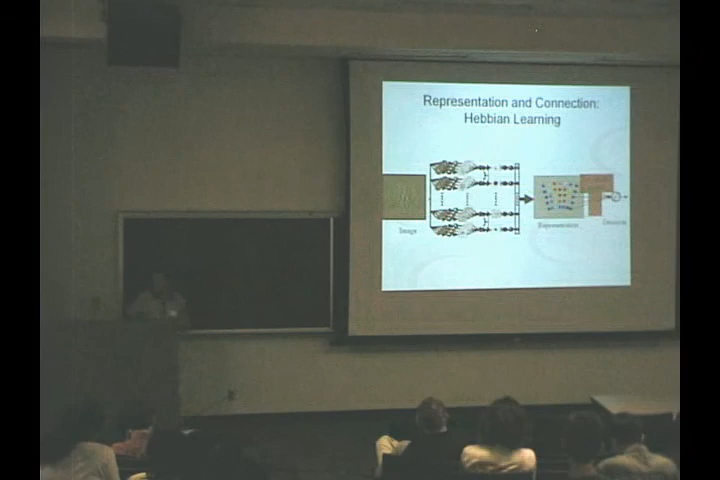 Representation and Connection:
Hebbian Learning
Image
Representation
Decision